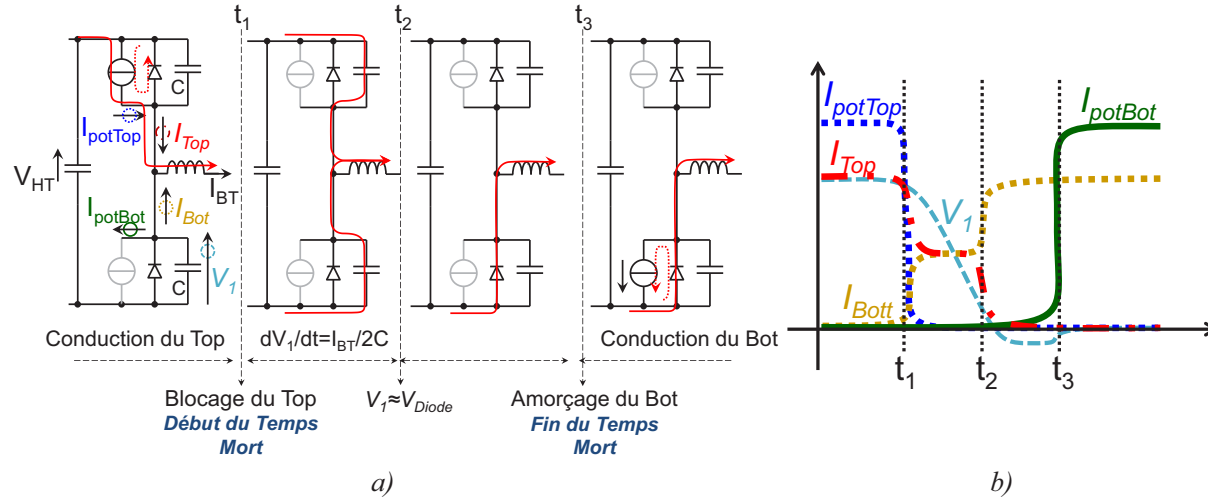 t1
t2
t3
C
IpotTop
ITop
VHT
IBT
IpotBot
IBot
C
V1
Conduction du Top
dV1/dt=IBT/2C
Conduction du Bot
Blocage du Top
V1≈VDiode
Amorçage du Bot
Début du Temps
Mort
Fin du Temps
Mort
a)
IpotTop
IpotBot
ITop
V1
IBott
t1
t2
t3
b)